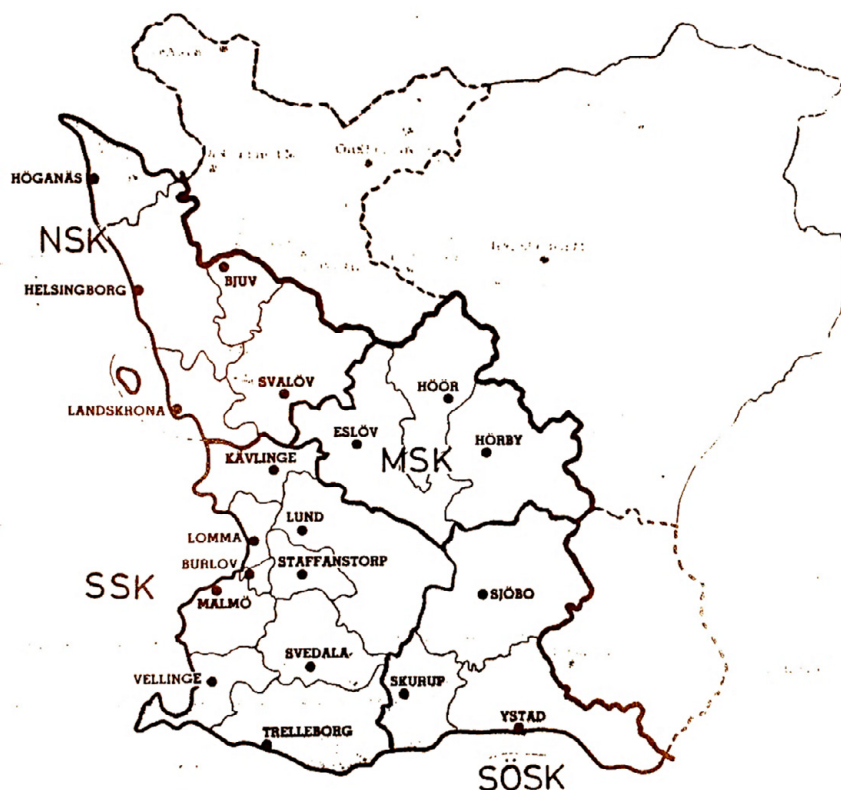 HÖGANÄS
NSK
BJUV
HELSINGBORG
SVALÖV
HÖÖR
LANDSKRONA
ESLÖV
HÖRBY
MSK
KÄVLINGE
LUND
LOMMA
BURLÖV
STAFFANSTORP
SSK
MALMÖ
SJÖBO
SVEDALA
VELLINGE
SKURUP
TRELLEBORG
YSTAD
SÖSK